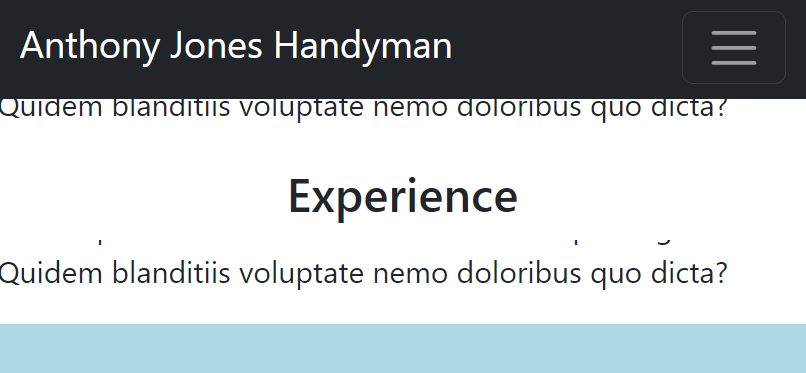 Anthony Jones Handyman
Quidem blanditiis voluptate nemo doloribus quo dicta?
Experience
Quidem blanditiis voluptate nemo doloribus quo dicta?